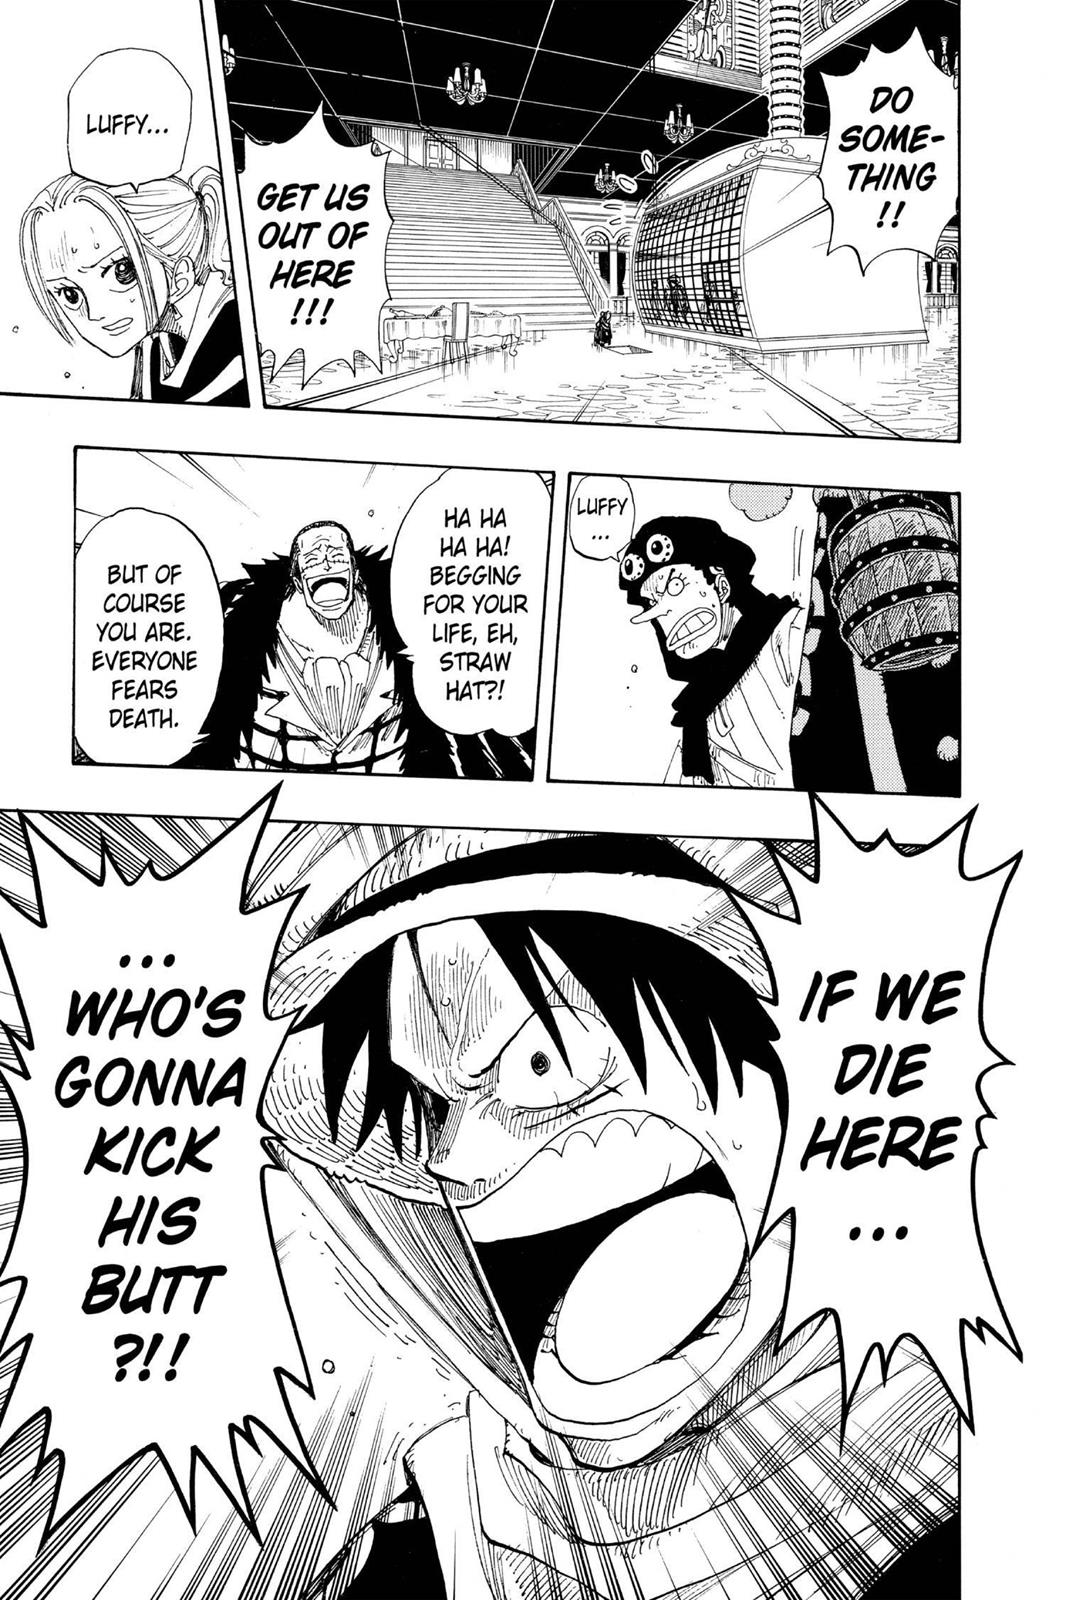 DO
SOME-
THING
!!
GET US
OUT OF
HERE
!!!
LUFFY...
LUFFY
...
HA HA
HA HA!
BEGGING
FOR YOUR
LIFE, EH,
STRAW
HAT?!
BUT OF
COURSE
YOU ARE.
EVERYONE
FEARS
DEATH.
IF WE
DIE
HERE
...
...
WHO'S
GONNA
KICK
HIS
BUTT
?!!